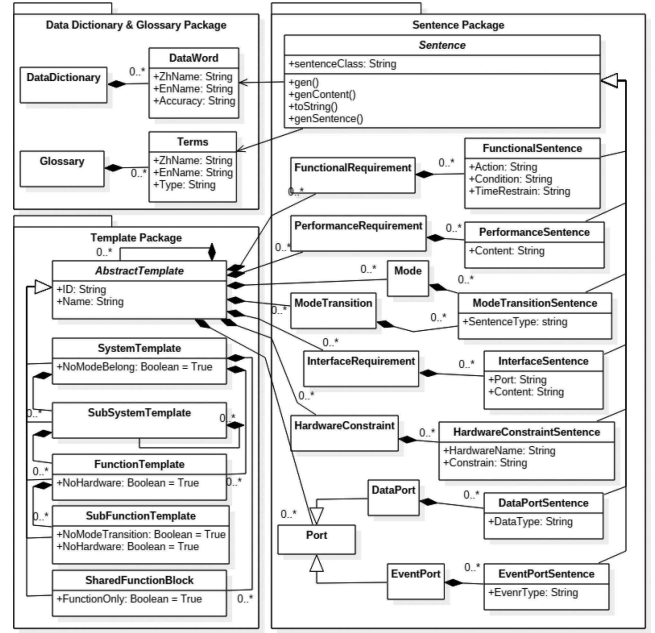 Data Dictionary & Glossary Package
DataDictionary
0..*
DataWord
+ZhName: String
+EnName: String
+Accuracy: String
Glossary
0..*
Terms
+ZhName: String
+EnName: String
+Type: String
Template Package
0..*
AbstractTemplate
+ID: String
+Name: String
SystemTemplate
+NoModeBelong: Boolean = True
0..*
SubSystemTemplate
0..*
FunctionTemplate
+NoHardware: Boolean = True
0..*
0..*
SubFunctionTemplate
+NoModeTransition: Boolean = True
+NoHardware: Boolean = True
0..*
SharedFunctionBlock
+FunctionOnly: Boolean = True
0..*
Sentence Package
Sentence
+sentenceClass: String
+gen()
+genContent()
+toString()
+genSentence()
FunctionalRequirement
0..*
0..*
FunctionalSentence
+Action: String
+Condition: String
+TimeRestrain: String
PerformanceRequirement
0..*
0..*
PerformanceSentence
+Content: String
0..*
Mode
0..*
ModeTransition
0..*
0..*
ModeTransitionSentence
+SentenceType: string
0..*
InterfaceRequirement
0..*
InterfaceSentence
+Port: String
+Content: String
0..*
HardwareConstraint
0..*
HardwareConstraintSentence
+HardwareName: String
+Constrain: String
DataPort
0..*
DataPortSentence
+DataType: String
0..*
Port
EventPort
0..*
EventPortSentence
+EvenrType: String